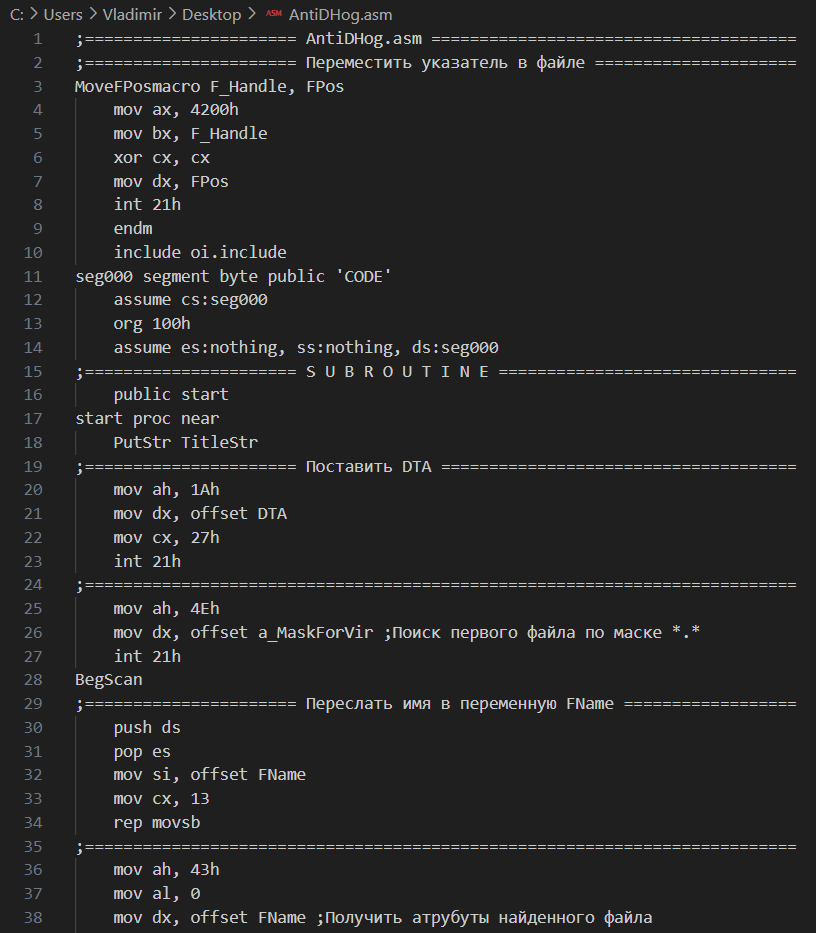 C: > Users > Vladimir > Desktop > ASM AntiDHog.asm
1 ;====================== AntiDHog.asm ======================================
2 ;====================== Переместить указатель в файле =====================
3 MoveFPosmacro F_Handle, FPos
4 mov ax, 4200h
5 mov bx, F_Handle
6 xor cx, cx
7 mov dx, FPos
8 int 21h
9 endm
10 include oi.include
11 seg000 segment byte public 'CODE'
12 assume cs:seg000
13 org 100h
14 assume es:nothing, ss:nothing, ds:seg000
15 ;====================== S U B R O U T I N E ===============================
16 public start
17 start proc near
18 PutStr TitleStr
19 ;====================== Поставить DTA =====================================
20 mov ah, 1Ah
21 mov dx, offset DTA
22 mov cx, 27h
23 int 21h
24 ;==========================================================================
25 mov ah, 4Eh
26 mov dx, offset a_MaskForVir ;Поиск первого файла по маске *.*
27 int 21h
28 BegScan
29 ;====================== Переслать имя в переменную FName ==================
30 push ds
31 pop es
32 mov si, offset FName
33 mov cx, 13
34 rep movsb
35 ;==========================================================================
36 mov ah, 43h
37 mov al, 0
38 mov dx, offset FName ;Получить атрубуты найденного файла